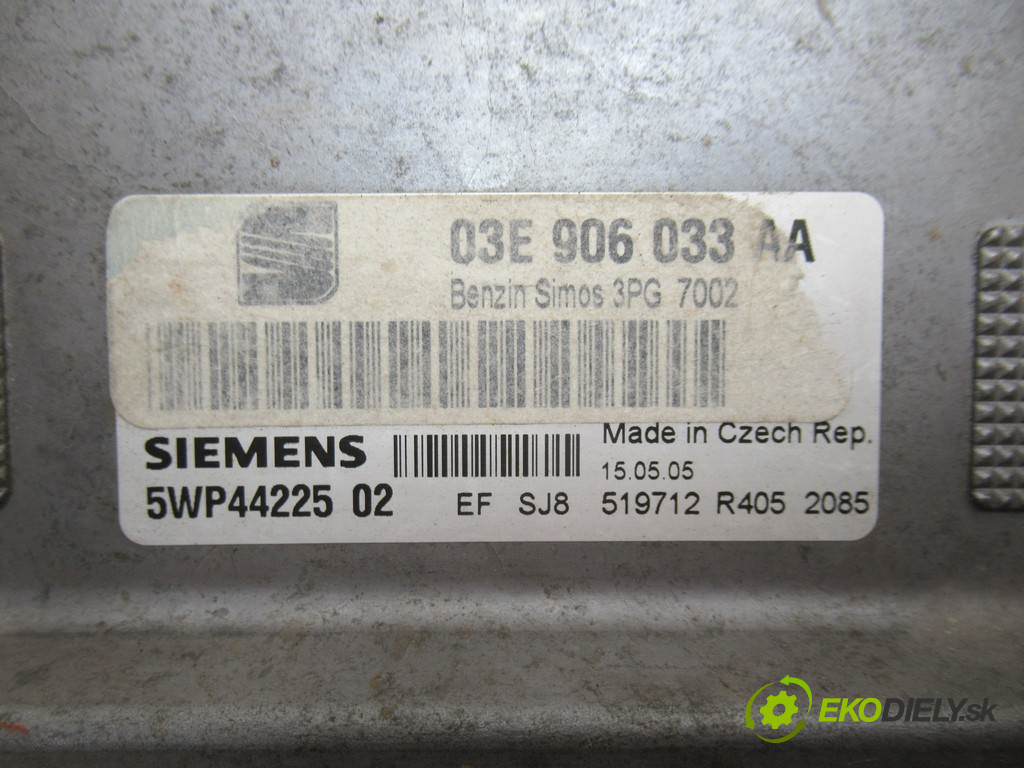 03E 906 033 AA
Benzin Simos 3PG 7002
SIEMENS
Made in Czech Rep.
15.05.05
5WP44225 02
EF SJ8 519712 R405 2085
EKODIELY.sk